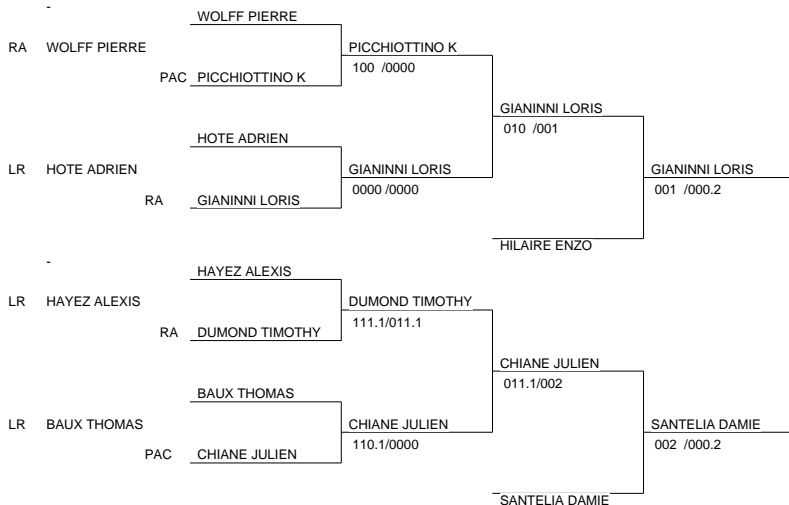 -
WOLFF PIERRE
RA WOLFF PIERRE PICCHIOTTINO K
100 /0000
PAC PICCHIOTTINO K
GIANINNI LORIS
010 /001
HOTE ADRIEN
LR HOTE ADRIEN GIANINNI LORIS GIANINNI LORIS
0000 /0000 001 /000.2
RA GIANINNI LORIS
HILAIRE ENZO
-
HAYEZ ALEXIS
LR HAYEZ ALEXIS DUMOND TIMOTHY
111.1/011.1
RA DUMOND TIMOTHY
CHIANE JULIEN
011.1/002
BAUX THOMAS
LR BAUX THOMAS CHIANE JULIEN SANTELIA DAMIE
110.1/0000 002 /000.2
PAC CHIANE JULIEN
SANTELIA DAMIE